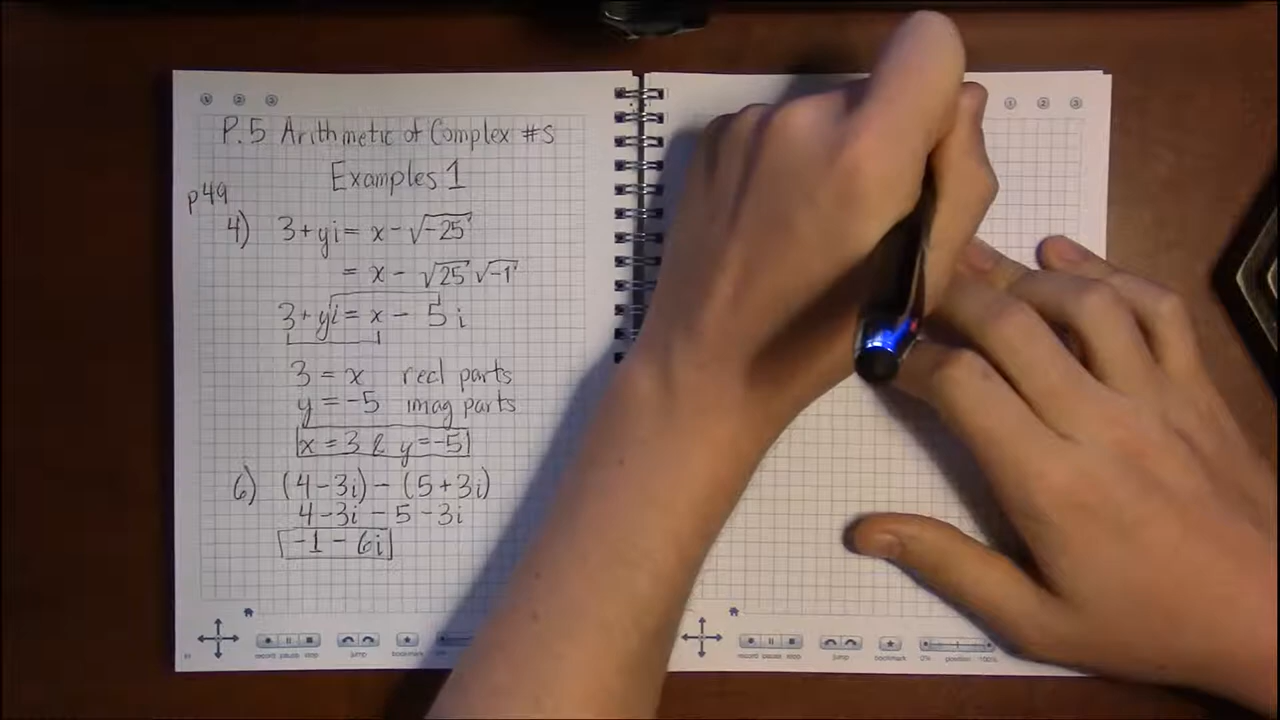 P.5 Arithmetic of Complex #s
Examples 1
p49
4) 3+yi = x - √-25
= x - √25 √-1
3+yi = x - 5i
3 = x real parts
y = -5 imag parts
x = 3 & y = -5
6) (4-3i) - (5+3i)
4-3i - 5 - 3i
-1 - 6i
record pause stop jump bookmark 0%
record pause stop jump bookmark 0% position 100%